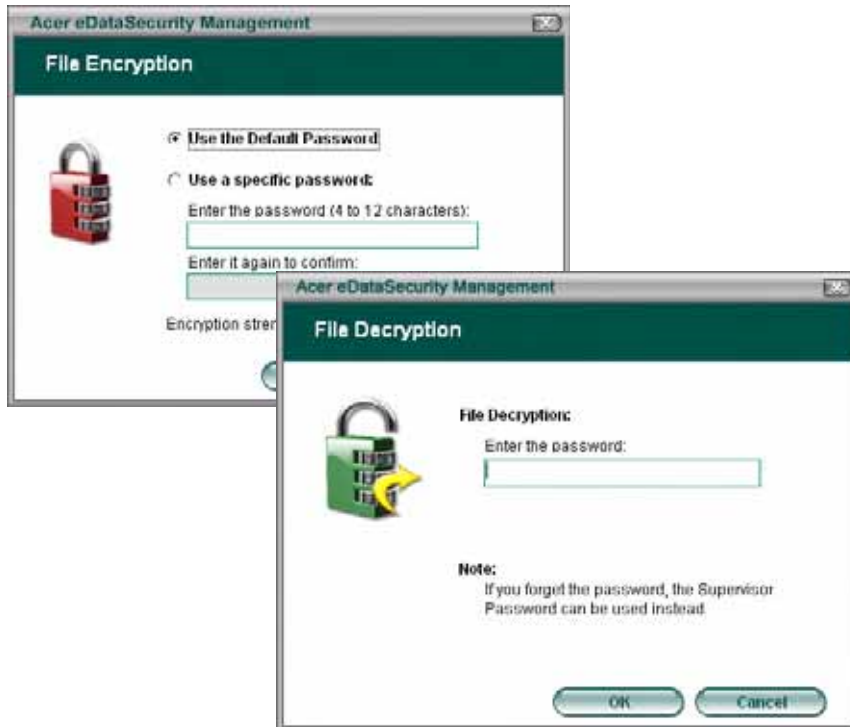 Acer eDataSecurity Management
File Encryption
Use the Default Password
Use a specific password:
Enter the password (4 to 12 characters):
Enter it again to confirm:
Encryption
Acer eDataSecurity Management
File Decryption
File Decryption:
Enter the password:
Note:
If you forget the password, the Supervisor
Password can be used instead
OK
Cancel